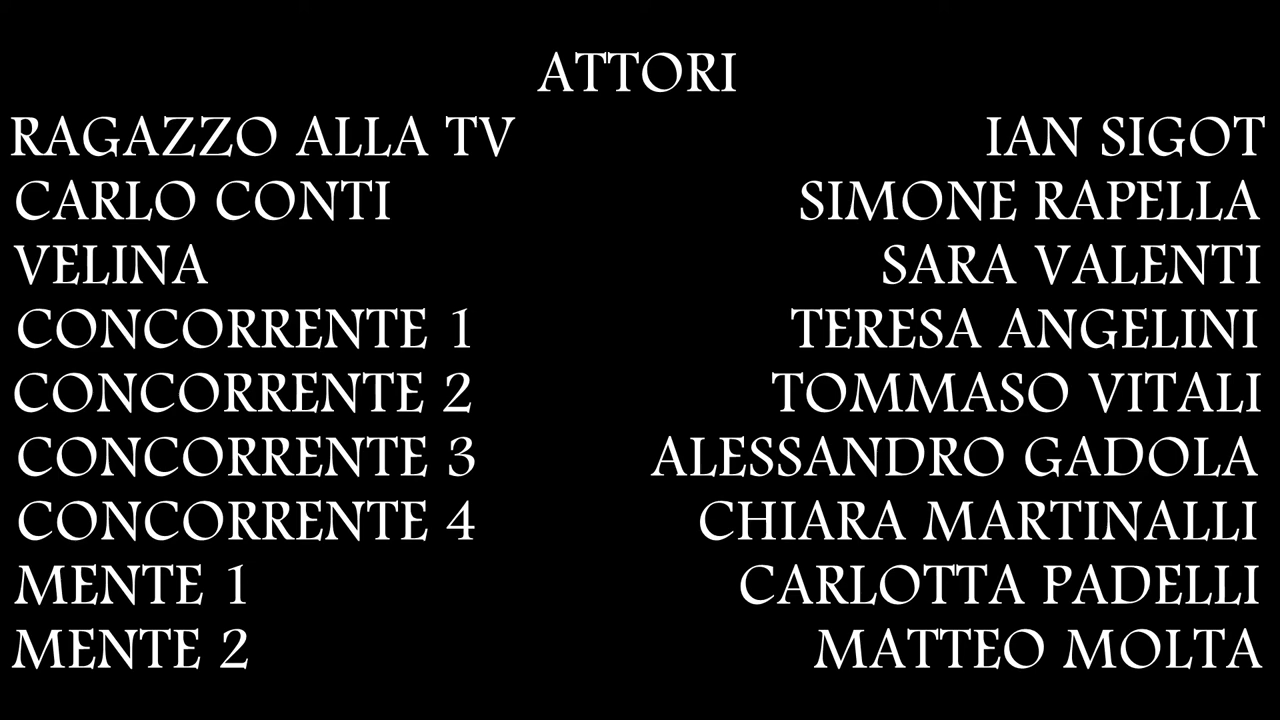 ATTORI
RAGAZZO ALLA TV IAN SIGOT
CARLO CONTI SIMONE RAPELLA
VELINA SARA VALENTI
CONCORRENTE 1 TERESA ANGELINI
CONCORRENTE 2 TOMMASO VITALI
CONCORRENTE 3 ALESSANDRO GADOLA
CONCORRENTE 4 CHIARA MARTINALLI
MENTE 1 CARLOTTA PADELLI
MENTE 2 MATTEO MOLTA